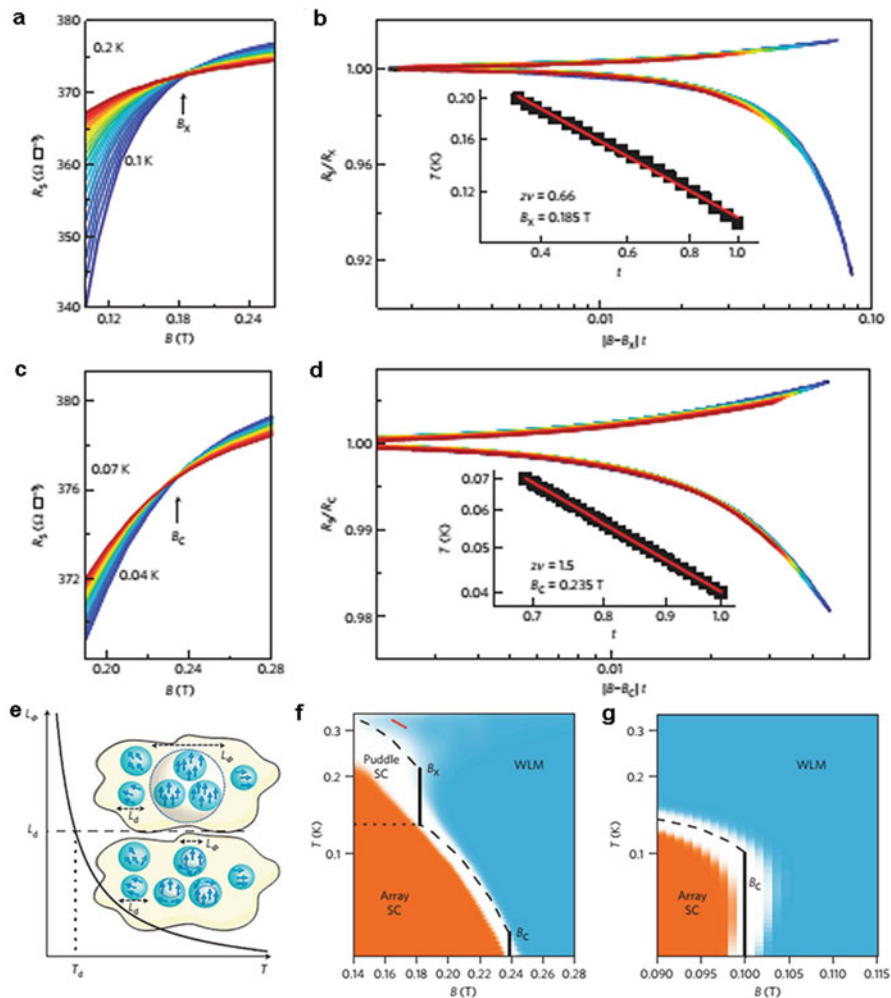 a
380
370
360
350
340
R_s (Ω □⁻¹)
0.2 K
0.1 K
B_X
0.12
0.18
0.24
B (T)
b
1.00
0.96
0.92
R_s/R_X
0.20
0.16
0.12
T (K)
zν = 0.66
B_X = 0.185 T
0.4
0.6
0.8
1.0
t
0.01
0.10
|B-B_X| t
c
380
376
372
R_s (Ω □⁻¹)
0.07 K
0.04 K
B_C
0.20
0.24
0.28
B (T)
d
1.00
0.99
0.98
R_s/R_C
0.07
0.06
0.05
0.04
T (K)
zν = 1.5
B_C = 0.235 T
0.7
0.8
0.9
1.0
t
0.01
|B-B_C| t
e
L_Φ
L_Φ
L_d
L_d
L_Φ
L_d
T_d
T
f
0.3
0.2
0.1
T (K)
Puddle
SC
B_X
WLM
Array
SC
B_C
0.14
0.16
0.18
0.20
0.22
0.24
0.26
0.28
B (T)
g
0.3
0.2
0.1
T (K)
WLM
B_C
Array
SC
0.090
0.095
0.100
0.105
0.110
0.115
B (T)